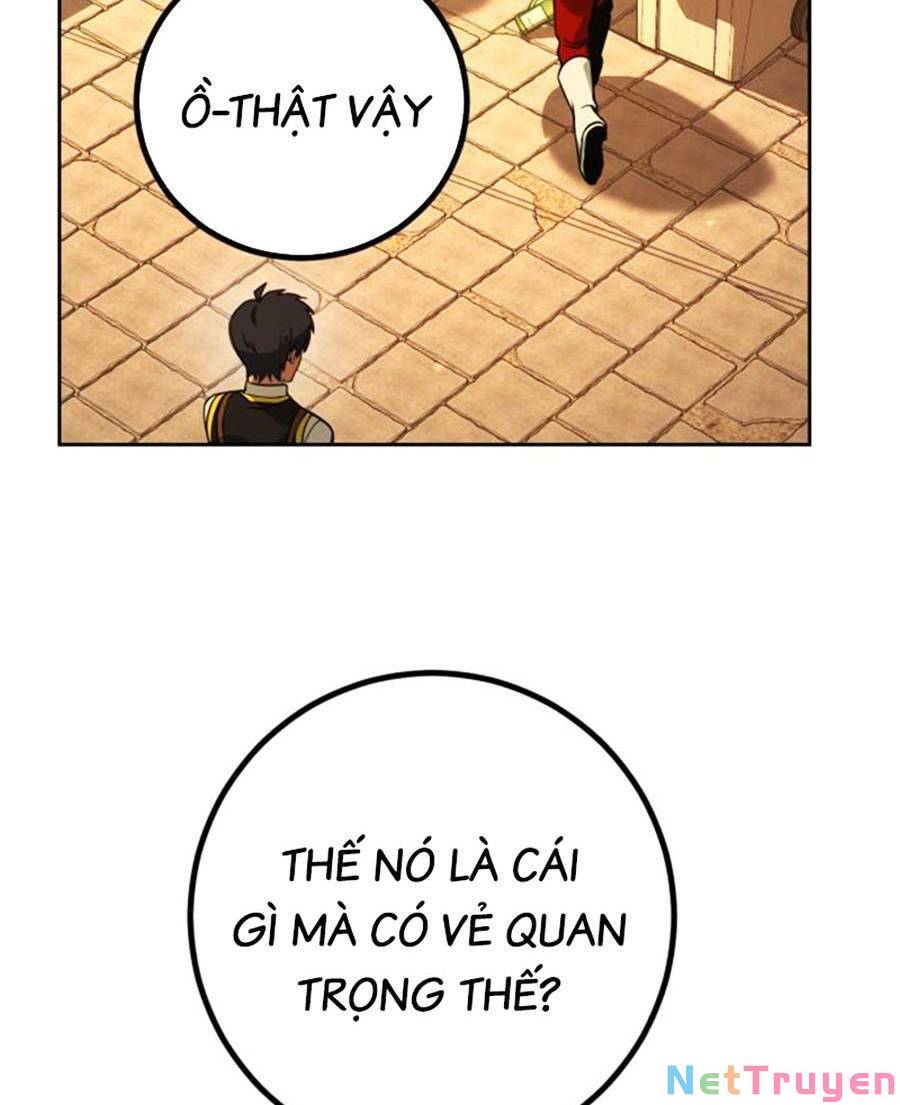 Ồ-THẬT VẬY
THẾ NÓ LÀ CÁI
GÌ MÀ CÓ VẺ QUAN
TRỌNG THẾ?
NetTruyen